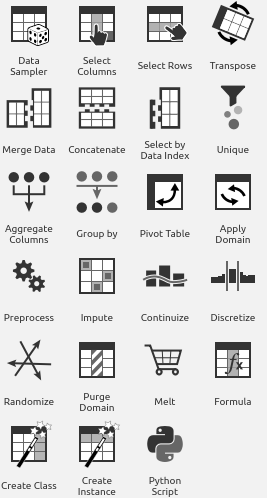 Data
Sampler
Select
Columns
Select Rows
Transpose
Merge Data
Concatenate
Select by
Data Index
Unique
Aggregate
Columns
Group by
Pivot Table
Apply
Domain
Preprocess
Impute
Continuize
Discretize
Randomize
Purge
Domain
Melt
fx
Formula
Create Class
Create
Instance
Python
Script